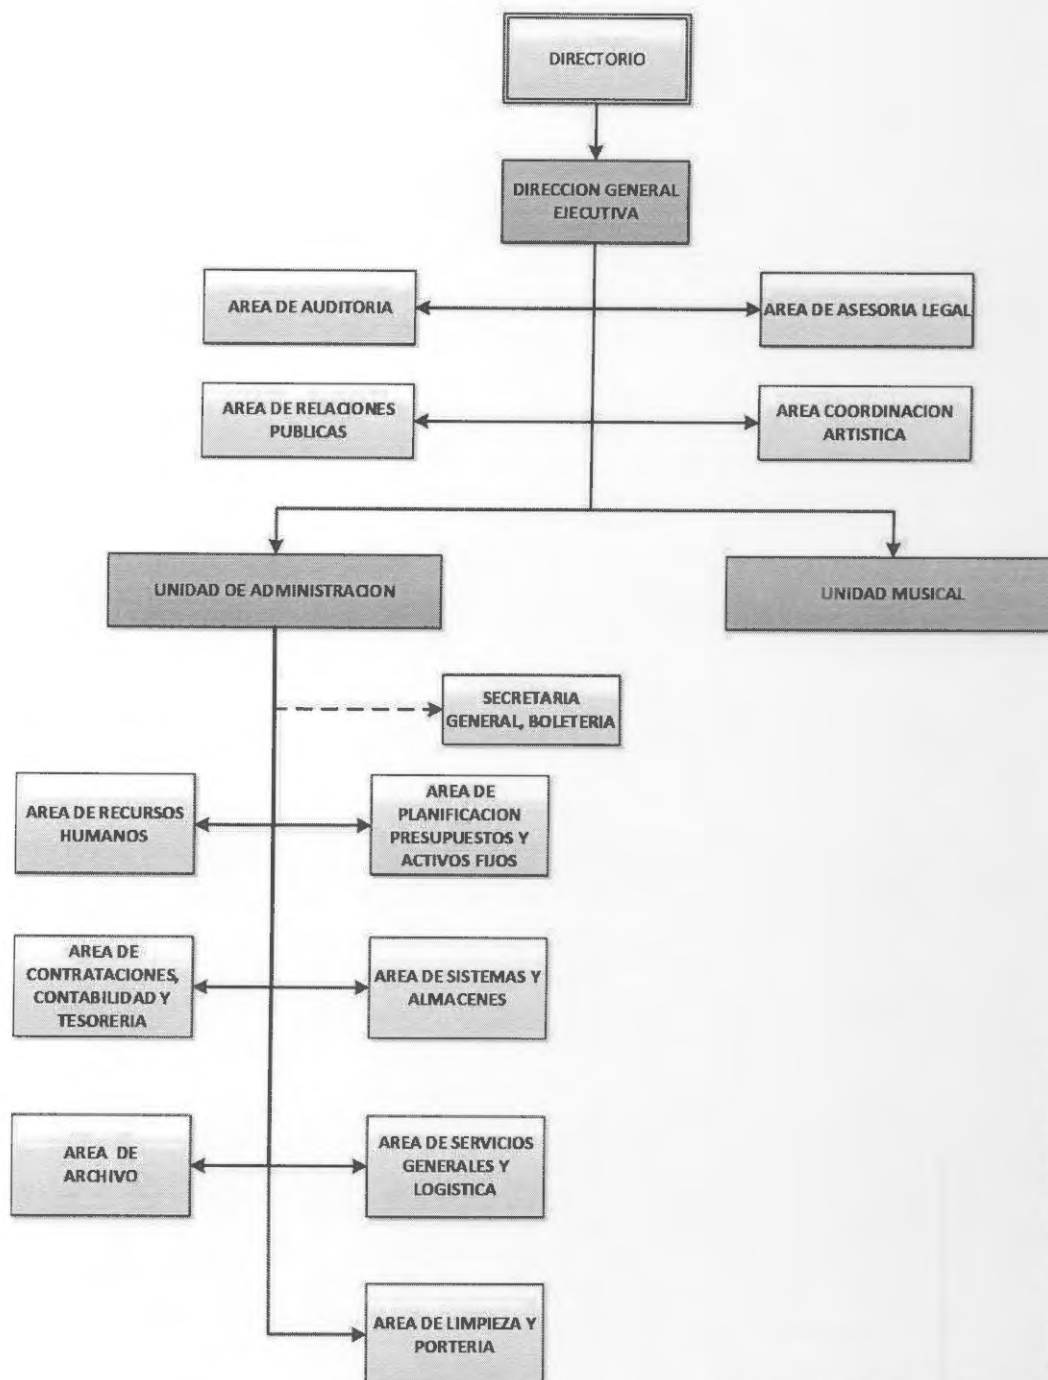 DIRECTORIO
DIRECCION GENERAL
EJECUTIVA
AREA DE AUDITORIA
AREA DE ASESORIA LEGAL
AREA DE RELACIONES
PUBLICAS
AREA COORDINACION
ARTISTICA
UNIDAD DE ADMINISTRACION
UNIDAD MUSICAL
SECRETARIA
GENERAL, BOLETERIA
AREA DE RECURSOS
HUMANOS
AREA DE
PLANIFICACION
PRESUPUESTOS Y
ACTIVOS FIJOS
AREA DE
CONTRATACIONES,
CONTABILIDAD Y
TESORERIA
AREA DE SISTEMAS Y
ALMACENES
AREA DE
ARCHIVO
AREA DE SERVICIOS
GENERALES Y
LOGISTICA
AREA DE LIMPIEZA Y
PORTERIA